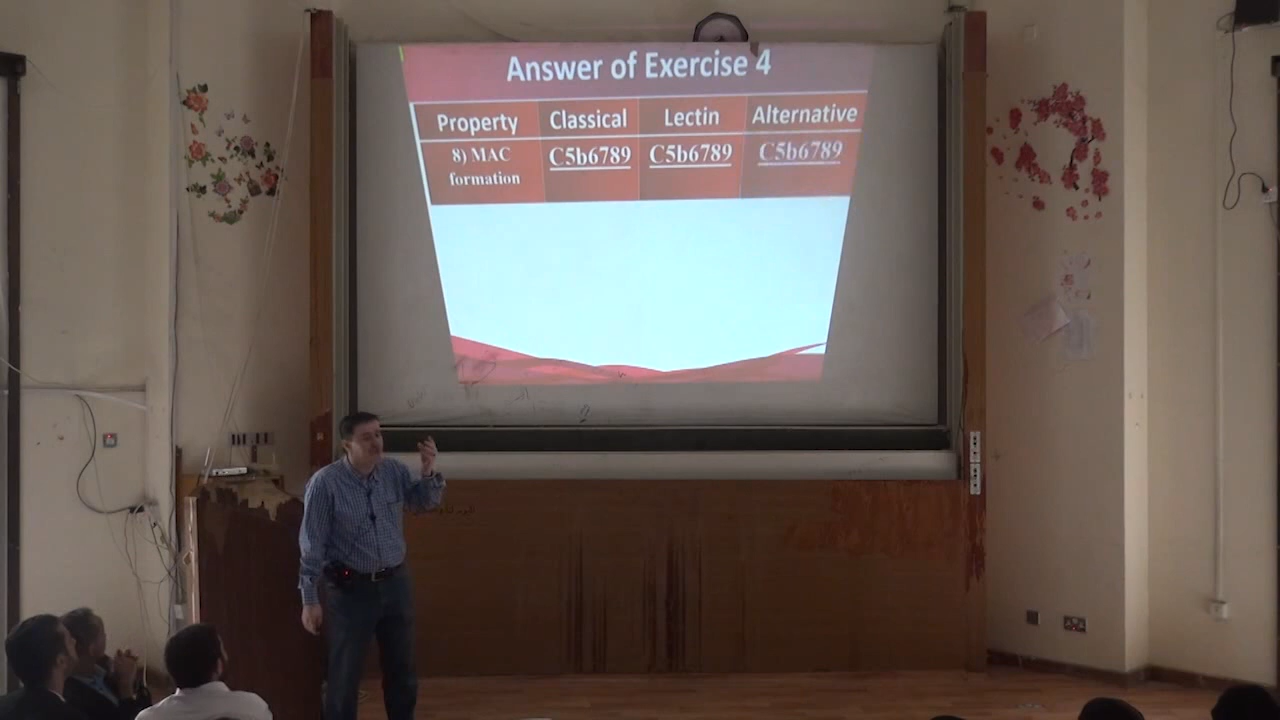 Answer of Exercise 4
Property Classical Lectin Alternative
8) MAC formation C5b6789 C5b6789 C5b6789